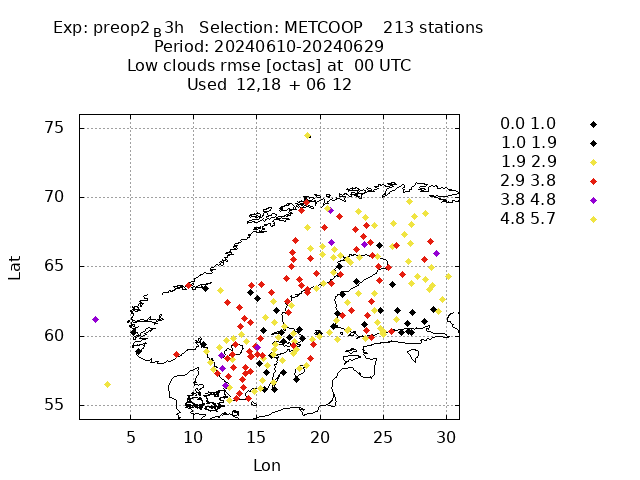 Exp: preop2 B 3h Selection: METCOOP 213 stations
Period: 20240610-20240629
Low clouds rmse [octas] at 00 UTC
Used 12,18 + 06 12
75
70
65
60
55
Lat
5 10 15 20 25 30
Lon
0.0 1.0
1.0 1.9
1.9 2.9
2.9 3.8
3.8 4.8
4.8 5.7